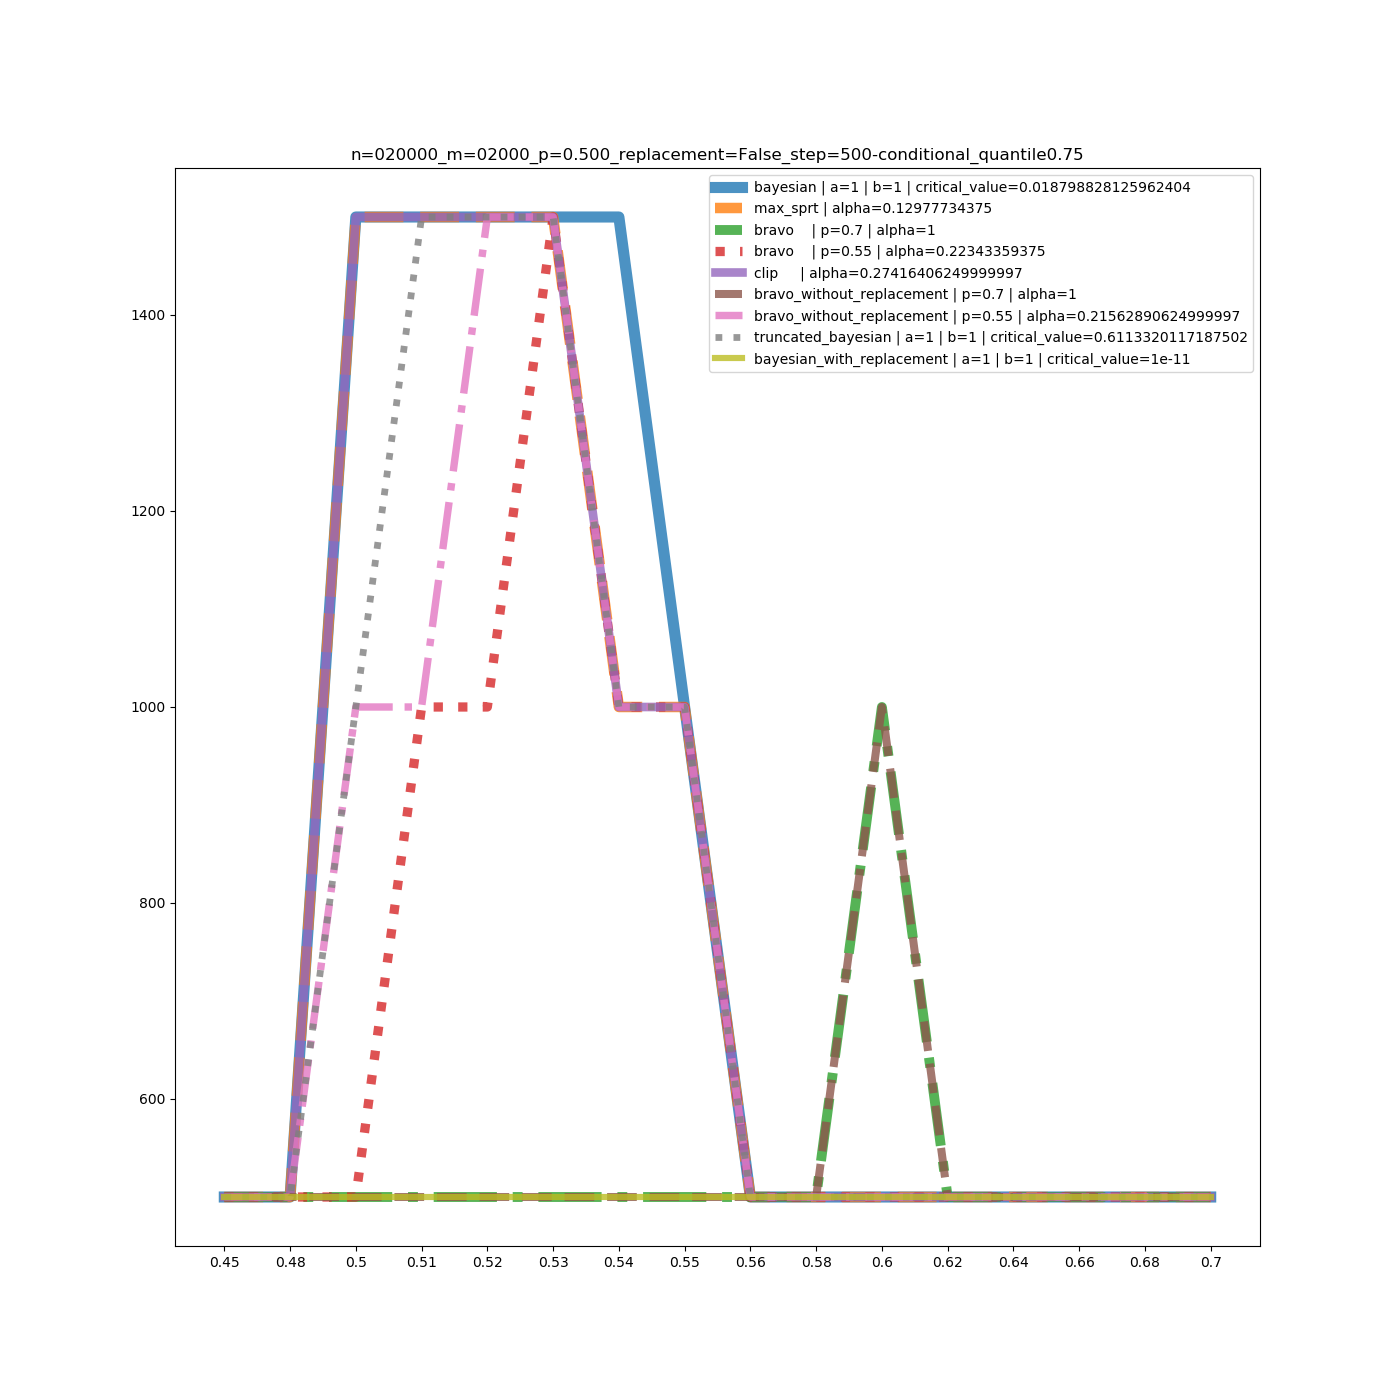 n=020000_m=02000_p=0.500_replacement=False_step=500-conditional_quantile0.75
bayesian | a=1 | b=1 | critical_value=0.018798828125962404
max_sprt | alpha=0.12977734375
bravo | p=0.7 | alpha=1
bravo | p=0.55 | alpha=0.22343359375
clip | alpha=0.27416406249999997
bravo_without_replacement | p=0.7 | alpha=1
bravo_without_replacement | p=0.55 | alpha=0.21562890624999997
truncated_bayesian | a=1 | b=1 | critical_value=0.6113320117187502
bayesian_with_replacement | a=1 | b=1 | critical_value=1e-11
1400
1200
1000
800
600
0.45 0.48 0.5 0.51 0.52 0.53 0.54 0.55 0.56 0.58 0.6 0.62 0.64 0.66 0.68 0.7